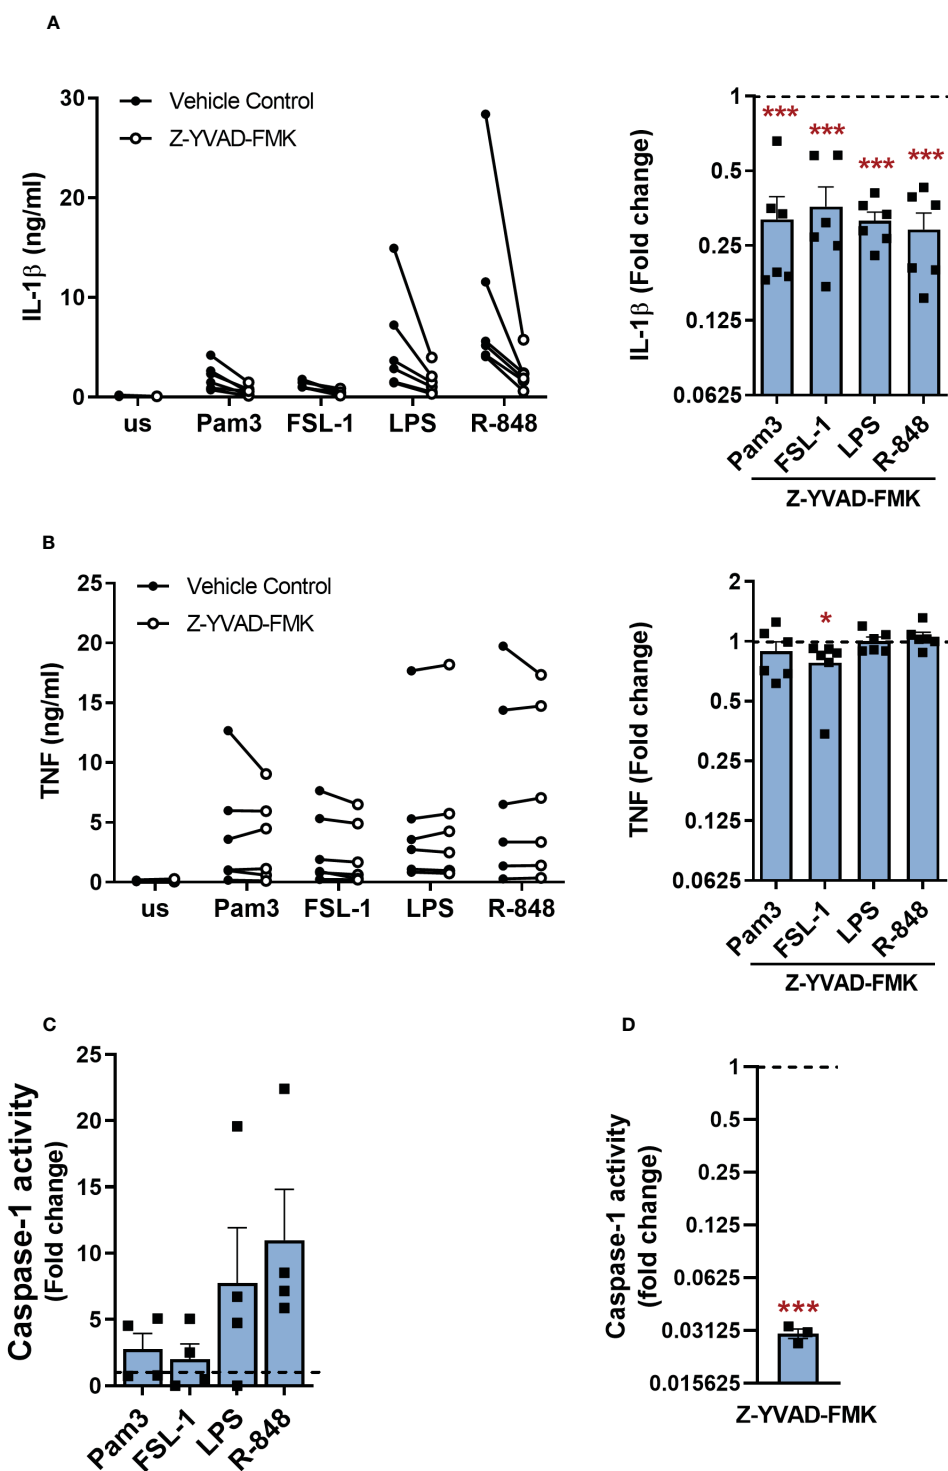 A
30
20
10
0
IL-1β (ng/ml)
Vehicle Control
Z-YVAD-FMK
us
Pam3
FSL-1
LPS
R-848
1
0.5
0.25
0.125
0.0625
IL-1β (Fold change)
***
***
***
***
Pam3
FSL-1
LPS
R-848
Z-YVAD-FMK
B
25
20
15
10
5
0
TNF (ng/ml)
Vehicle Control
Z-YVAD-FMK
us
Pam3
FSL-1
LPS
R-848
2
1
0.5
0.25
0.125
0.0625
TNF (Fold change)
*
Pam3
FSL-1
LPS
R-848
Z-YVAD-FMK
C
25
20
15
10
5
0
Caspase-1 activity
(Fold change)
Pam3
FSL-1
LPS
R-848
D
1
0.5
0.25
0.125
0.0625
0.03125
0.015625
Caspase-1 activity
(fold change)
***
Z-YVAD-FMK